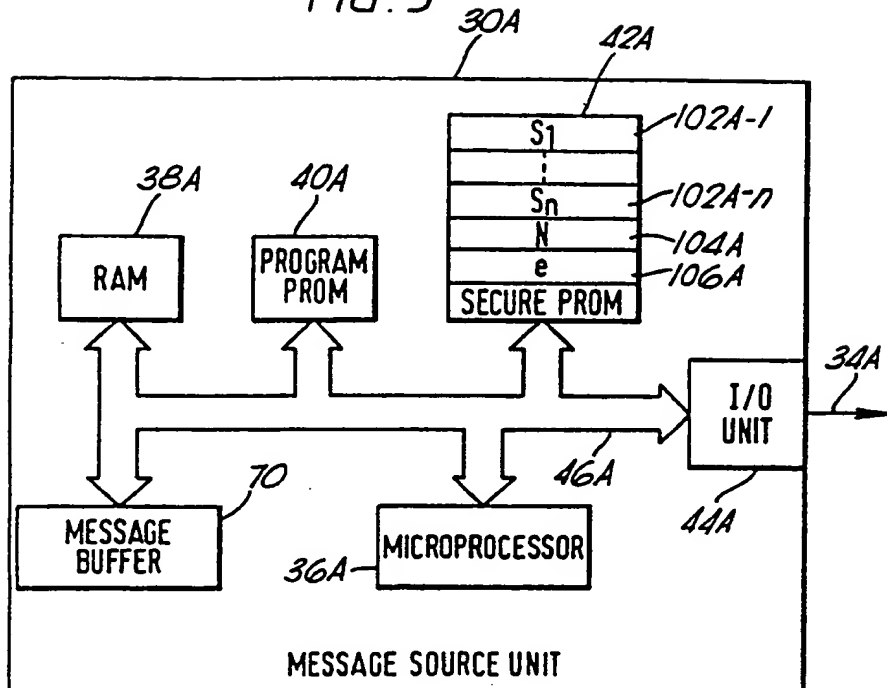 30A
42A
S1
102A-1
38A
40A
Sn
102A-n
RAM
PROGRAM
PROM
N
104A
e
106A
SECURE PROM
34A
I/O
UNIT
70
46A
44A
MESSAGE
BUFFER
36A
MICROPROCESSOR
MESSAGE SOURCE UNIT